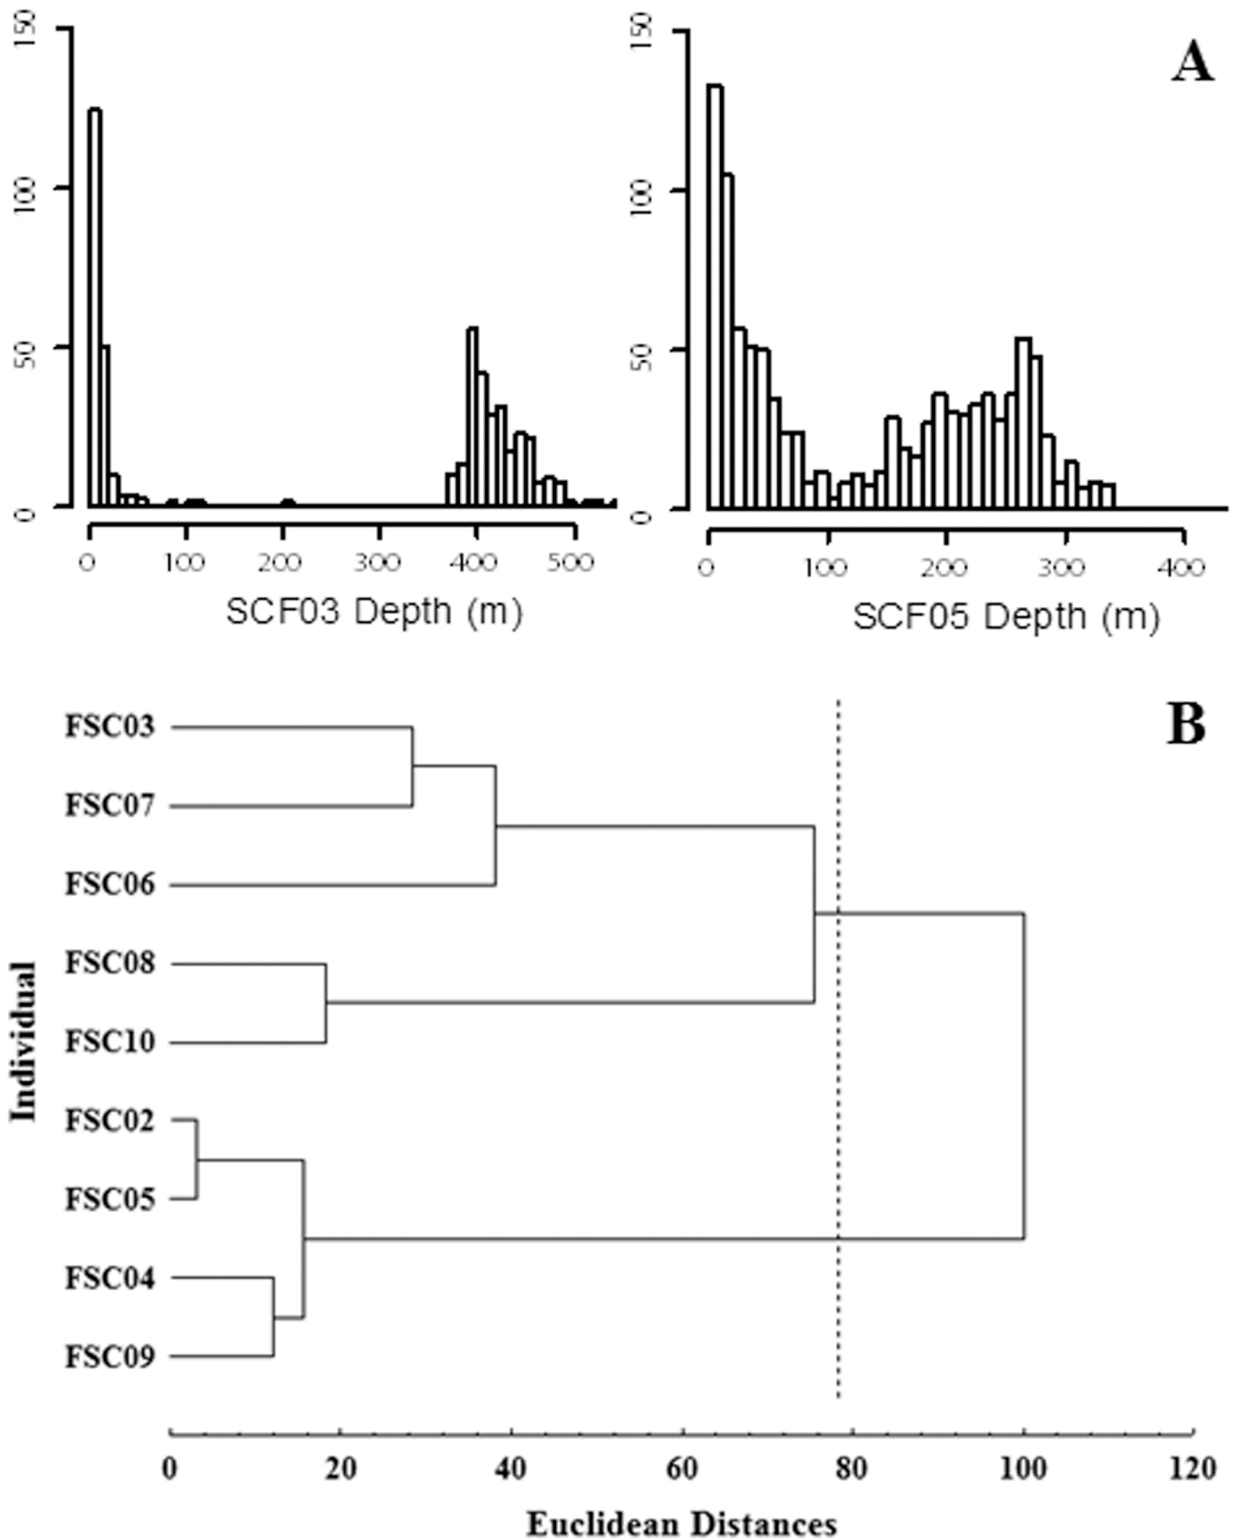 150
100
50
0
0 100 200 300 400 500
SCF03 Depth (m)
150
100
50
0
0 100 200 300 400
SCF05 Depth (m)
A
B
Individual
FSC03
FSC07
FSC06
FSC08
FSC10
FSC02
FSC05
FSC04
FSC09
0 20 40 60 80 100 120
Euclidean Distances